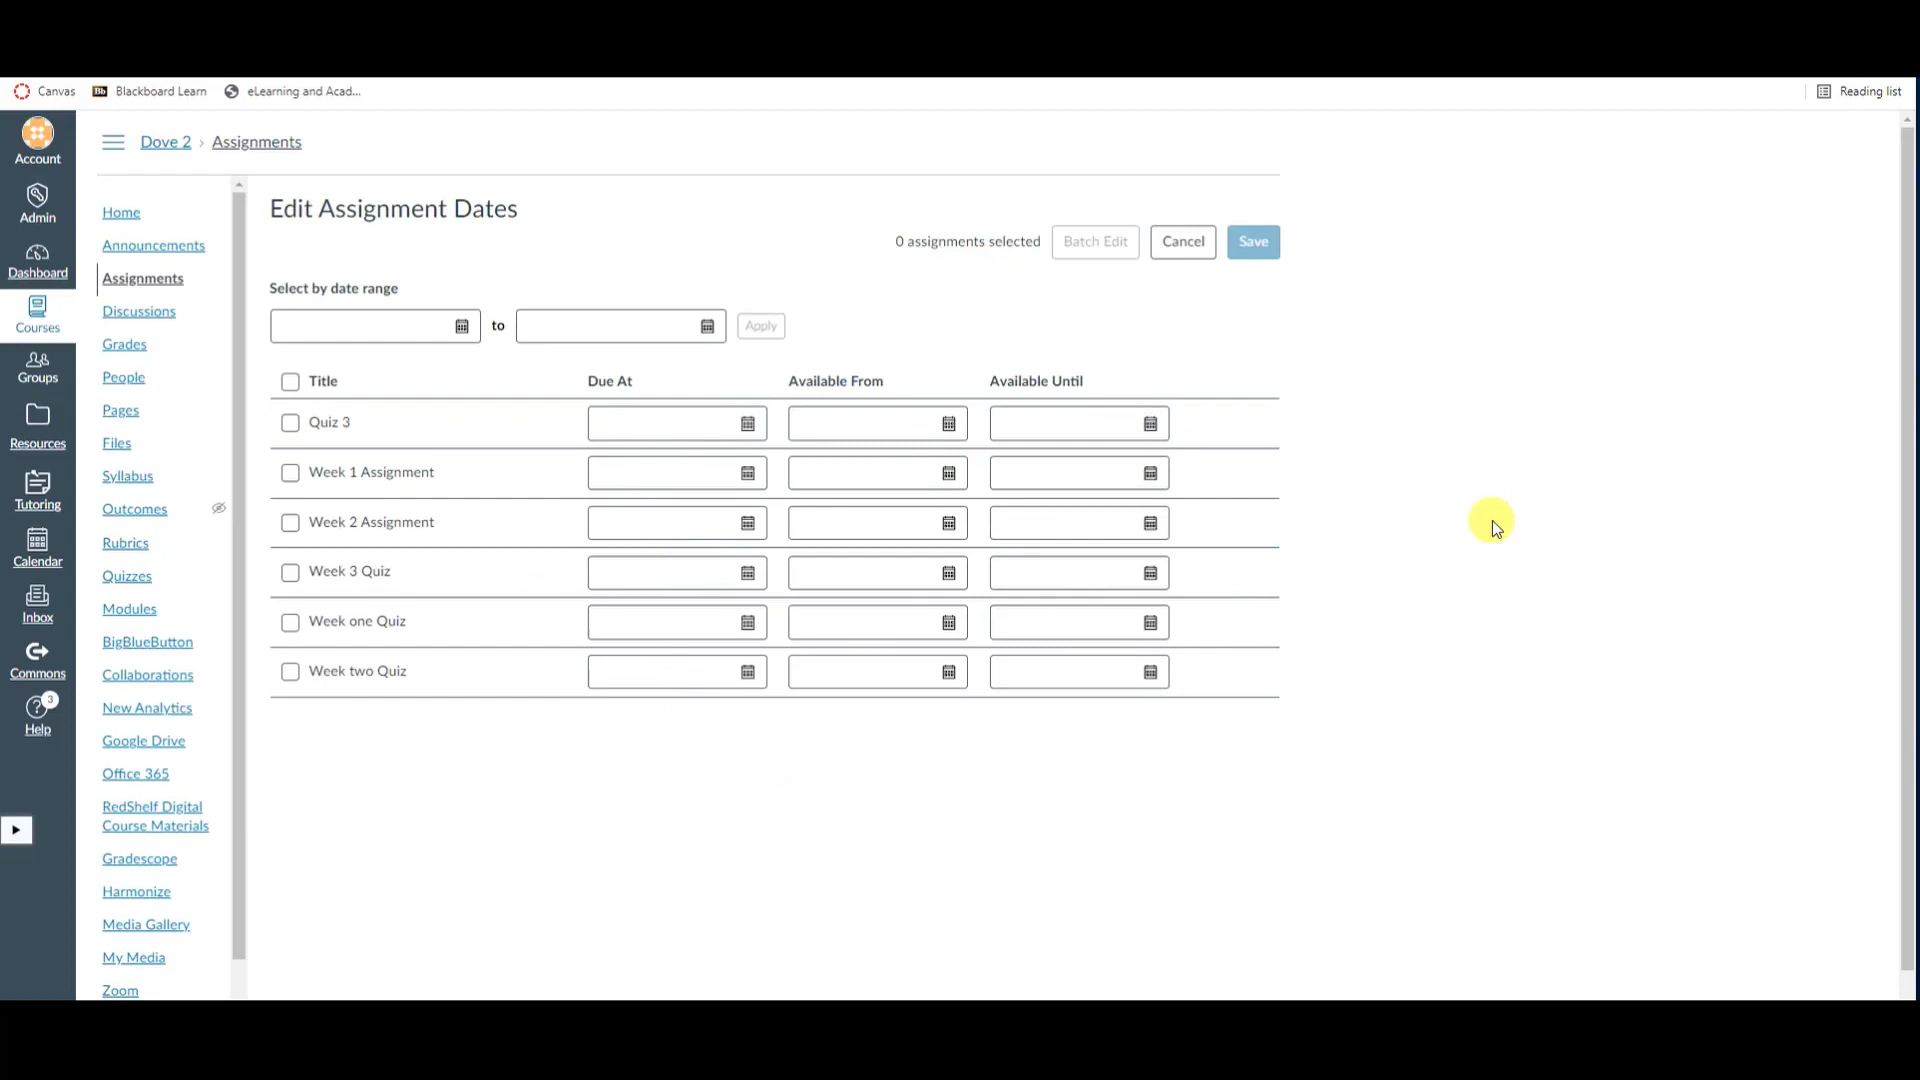 Canvas
Bb Blackboard Learn
eLearning and Acad...
Reading list
Account
Admin
Dashboard
Courses
Groups
Resources
Tutoring
Calendar
Inbox
Commons
3
Help
Dove 2 › Assignments
Home
Announcements
Assignments
Discussions
Grades
People
Pages
Files
Syllabus
Outcomes
Rubrics
Quizzes
Modules
BigBlueButton
Collaborations
New Analytics
Google Drive
Office 365
RedShelf Digital
Course Materials
Gradescope
Harmonize
Media Gallery
My Media
Zoom
Edit Assignment Dates
0 assignments selected Batch Edit Cancel Save
Select by date range
to Apply
Title Due At Available From Available Until
Quiz 3
Week 1 Assignment
Week 2 Assignment
Week 3 Quiz
Week one Quiz
Week two Quiz